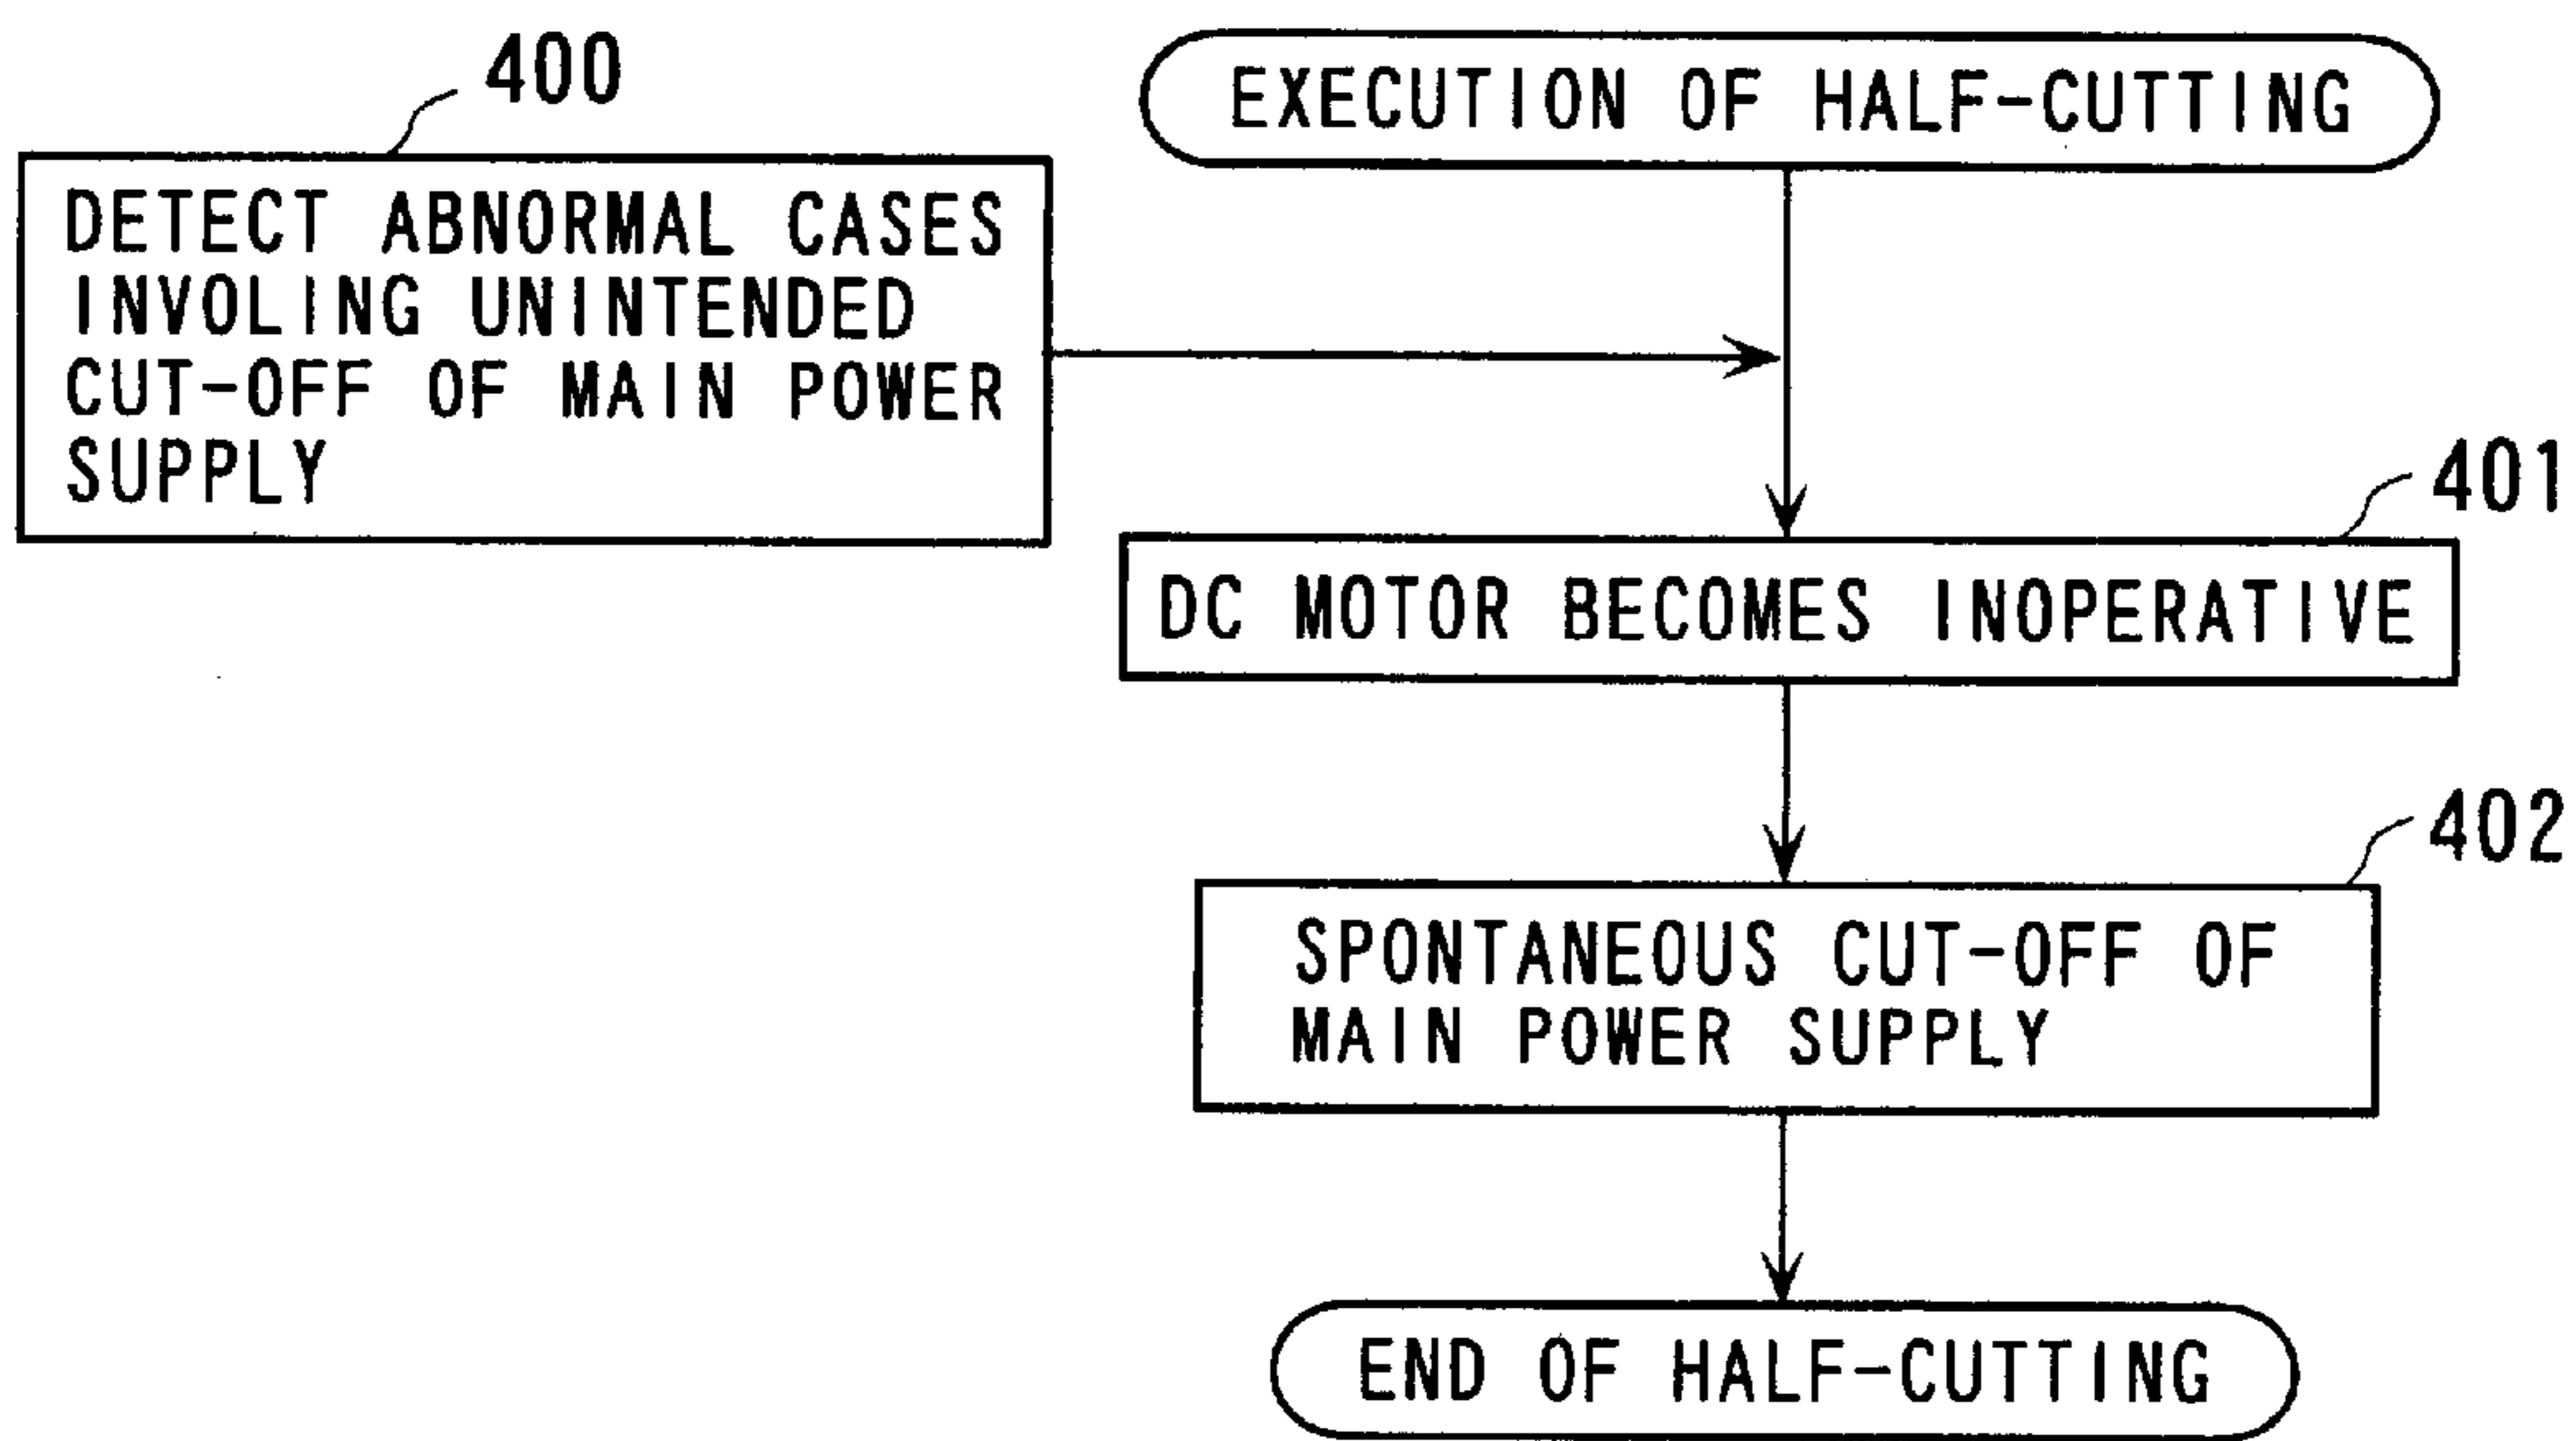 400
EXECUTION OF HALF-CUTTING
DETECT ABNORMAL CASES
INVOLING UNINTENDED
CUT-OFF OF MAIN POWER
SUPPLY
401
DC MOTOR BECOMES INOPERATIVE
402
SPONTANEOUS CUT-OFF OF
MAIN POWER SUPPLY
END OF HALF-CUTTING